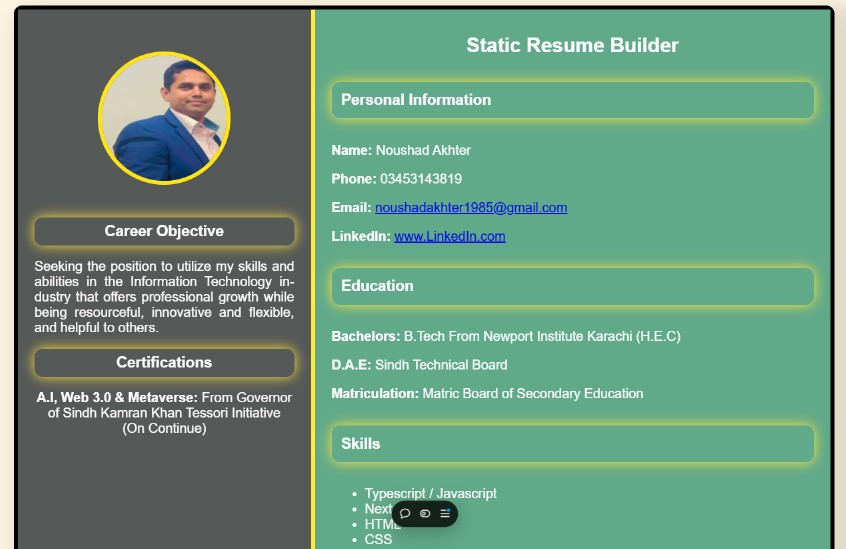 Career Objective
Seeking the position to utilize my skills and
abilities in the Information Technology in-
dustry that offers professional growth while
being resourceful, innovative and flexible,
and helpful to others.
Certifications
A.I, Web 3.0 & Metaverse: From Governor
of Sindh Kamran Khan Tessori Initiative
(On Continue)
Static Resume Builder
Personal Information
Name: Noushad Akhter
Phone: 03453143819
Email: noushadakhter1985@gmail.com
LinkedIn: www.LinkedIn.com
Education
Bachelors: B.Tech From Newport Institute Karachi (H.E.C)
D.A.E: Sindh Technical Board
Matriculation: Matric Board of Secondary Education
Skills
Typescript / Javascript
Next
HTML
CSS